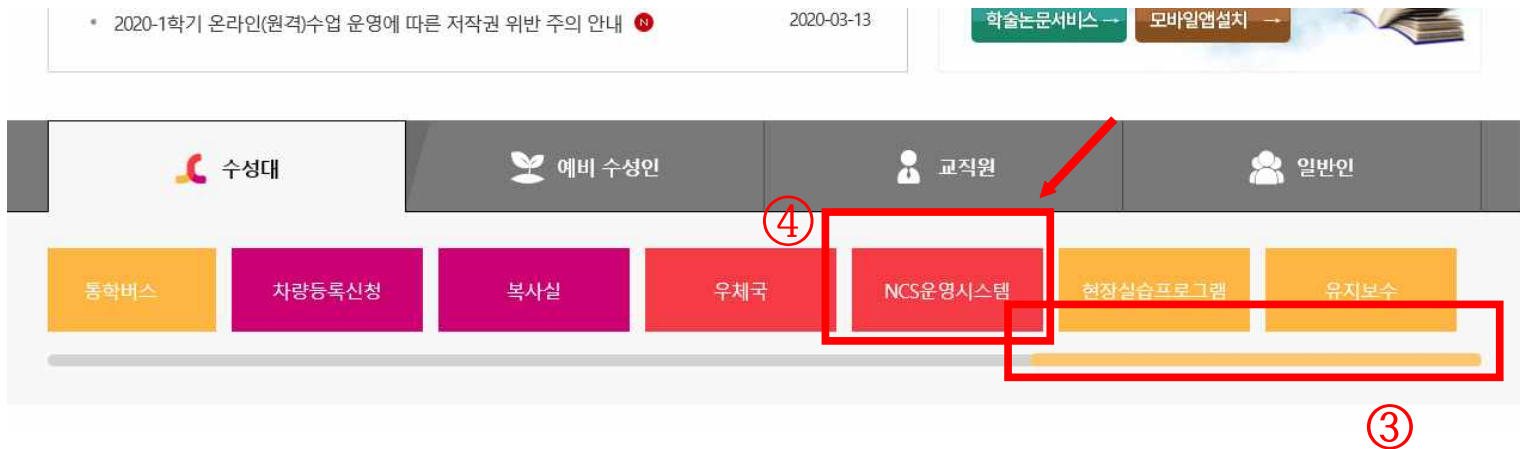 • 2020-1학기 온라인(원격)수업 운영에 따른 저작권 위반 주의 안내 N 2020-03-13
학술논문서비스 → 모바일앱설치 →
수성대 예비 수성인 교직원 일반인
④
통학버스 차량등록신청 복사실 우체국 NCS운영시스템 현장실습프로그램 유지보수
③